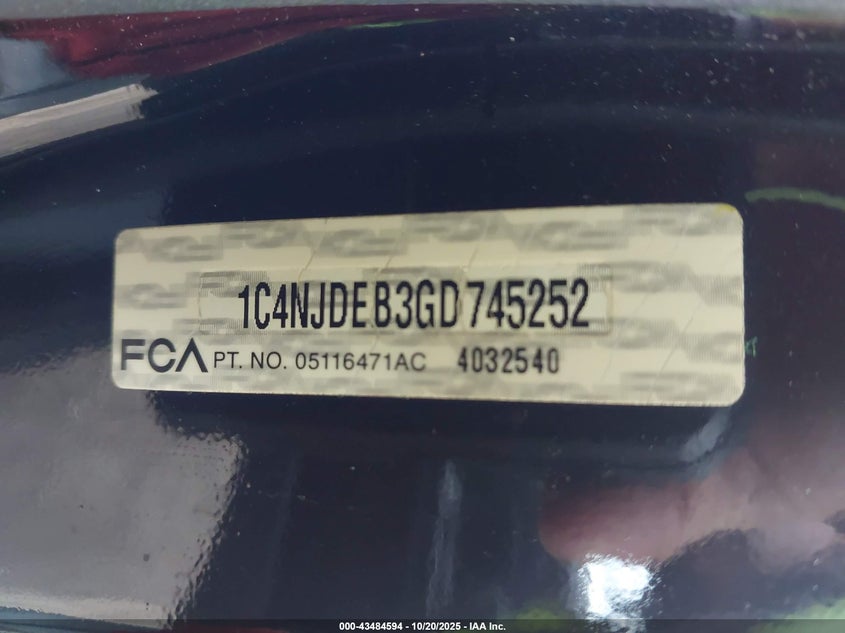 1C4NJDEB3GD745252
FCA PT. NO. 05116471AC 4032540
000-43484594 - 10/20/2025 - IAA Inc.